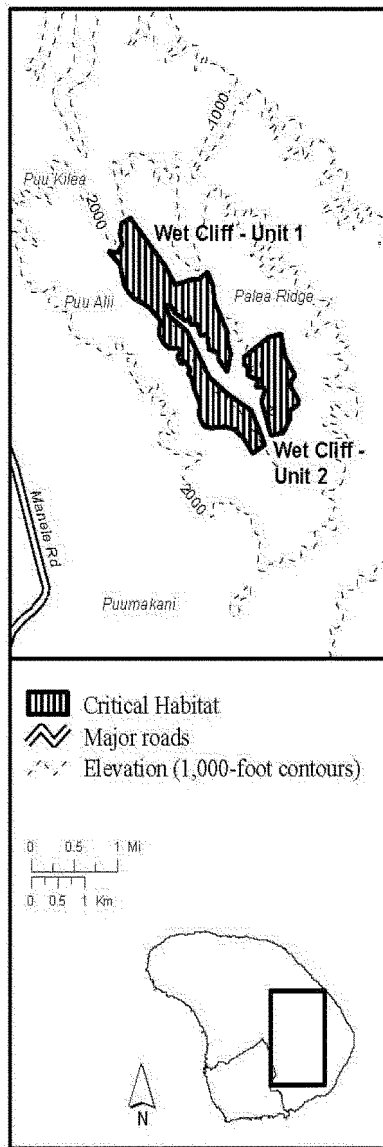 1000
Puu Kilea
2000
Wet Cliff - Unit 1
Puu Alii
Palea Ridge
Wet Cliff -
Unit 2
2000
Manele Rd
Puumakani
Critical Habitat
Major roads
Elevation (1,000-foot contours)
0 0.5 1 Mi
0 0.5 1 Km
N